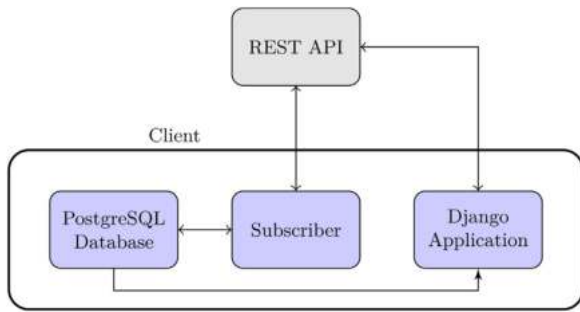 REST API
Client
PostgreSQL
Database
Subscriber
Django
Application